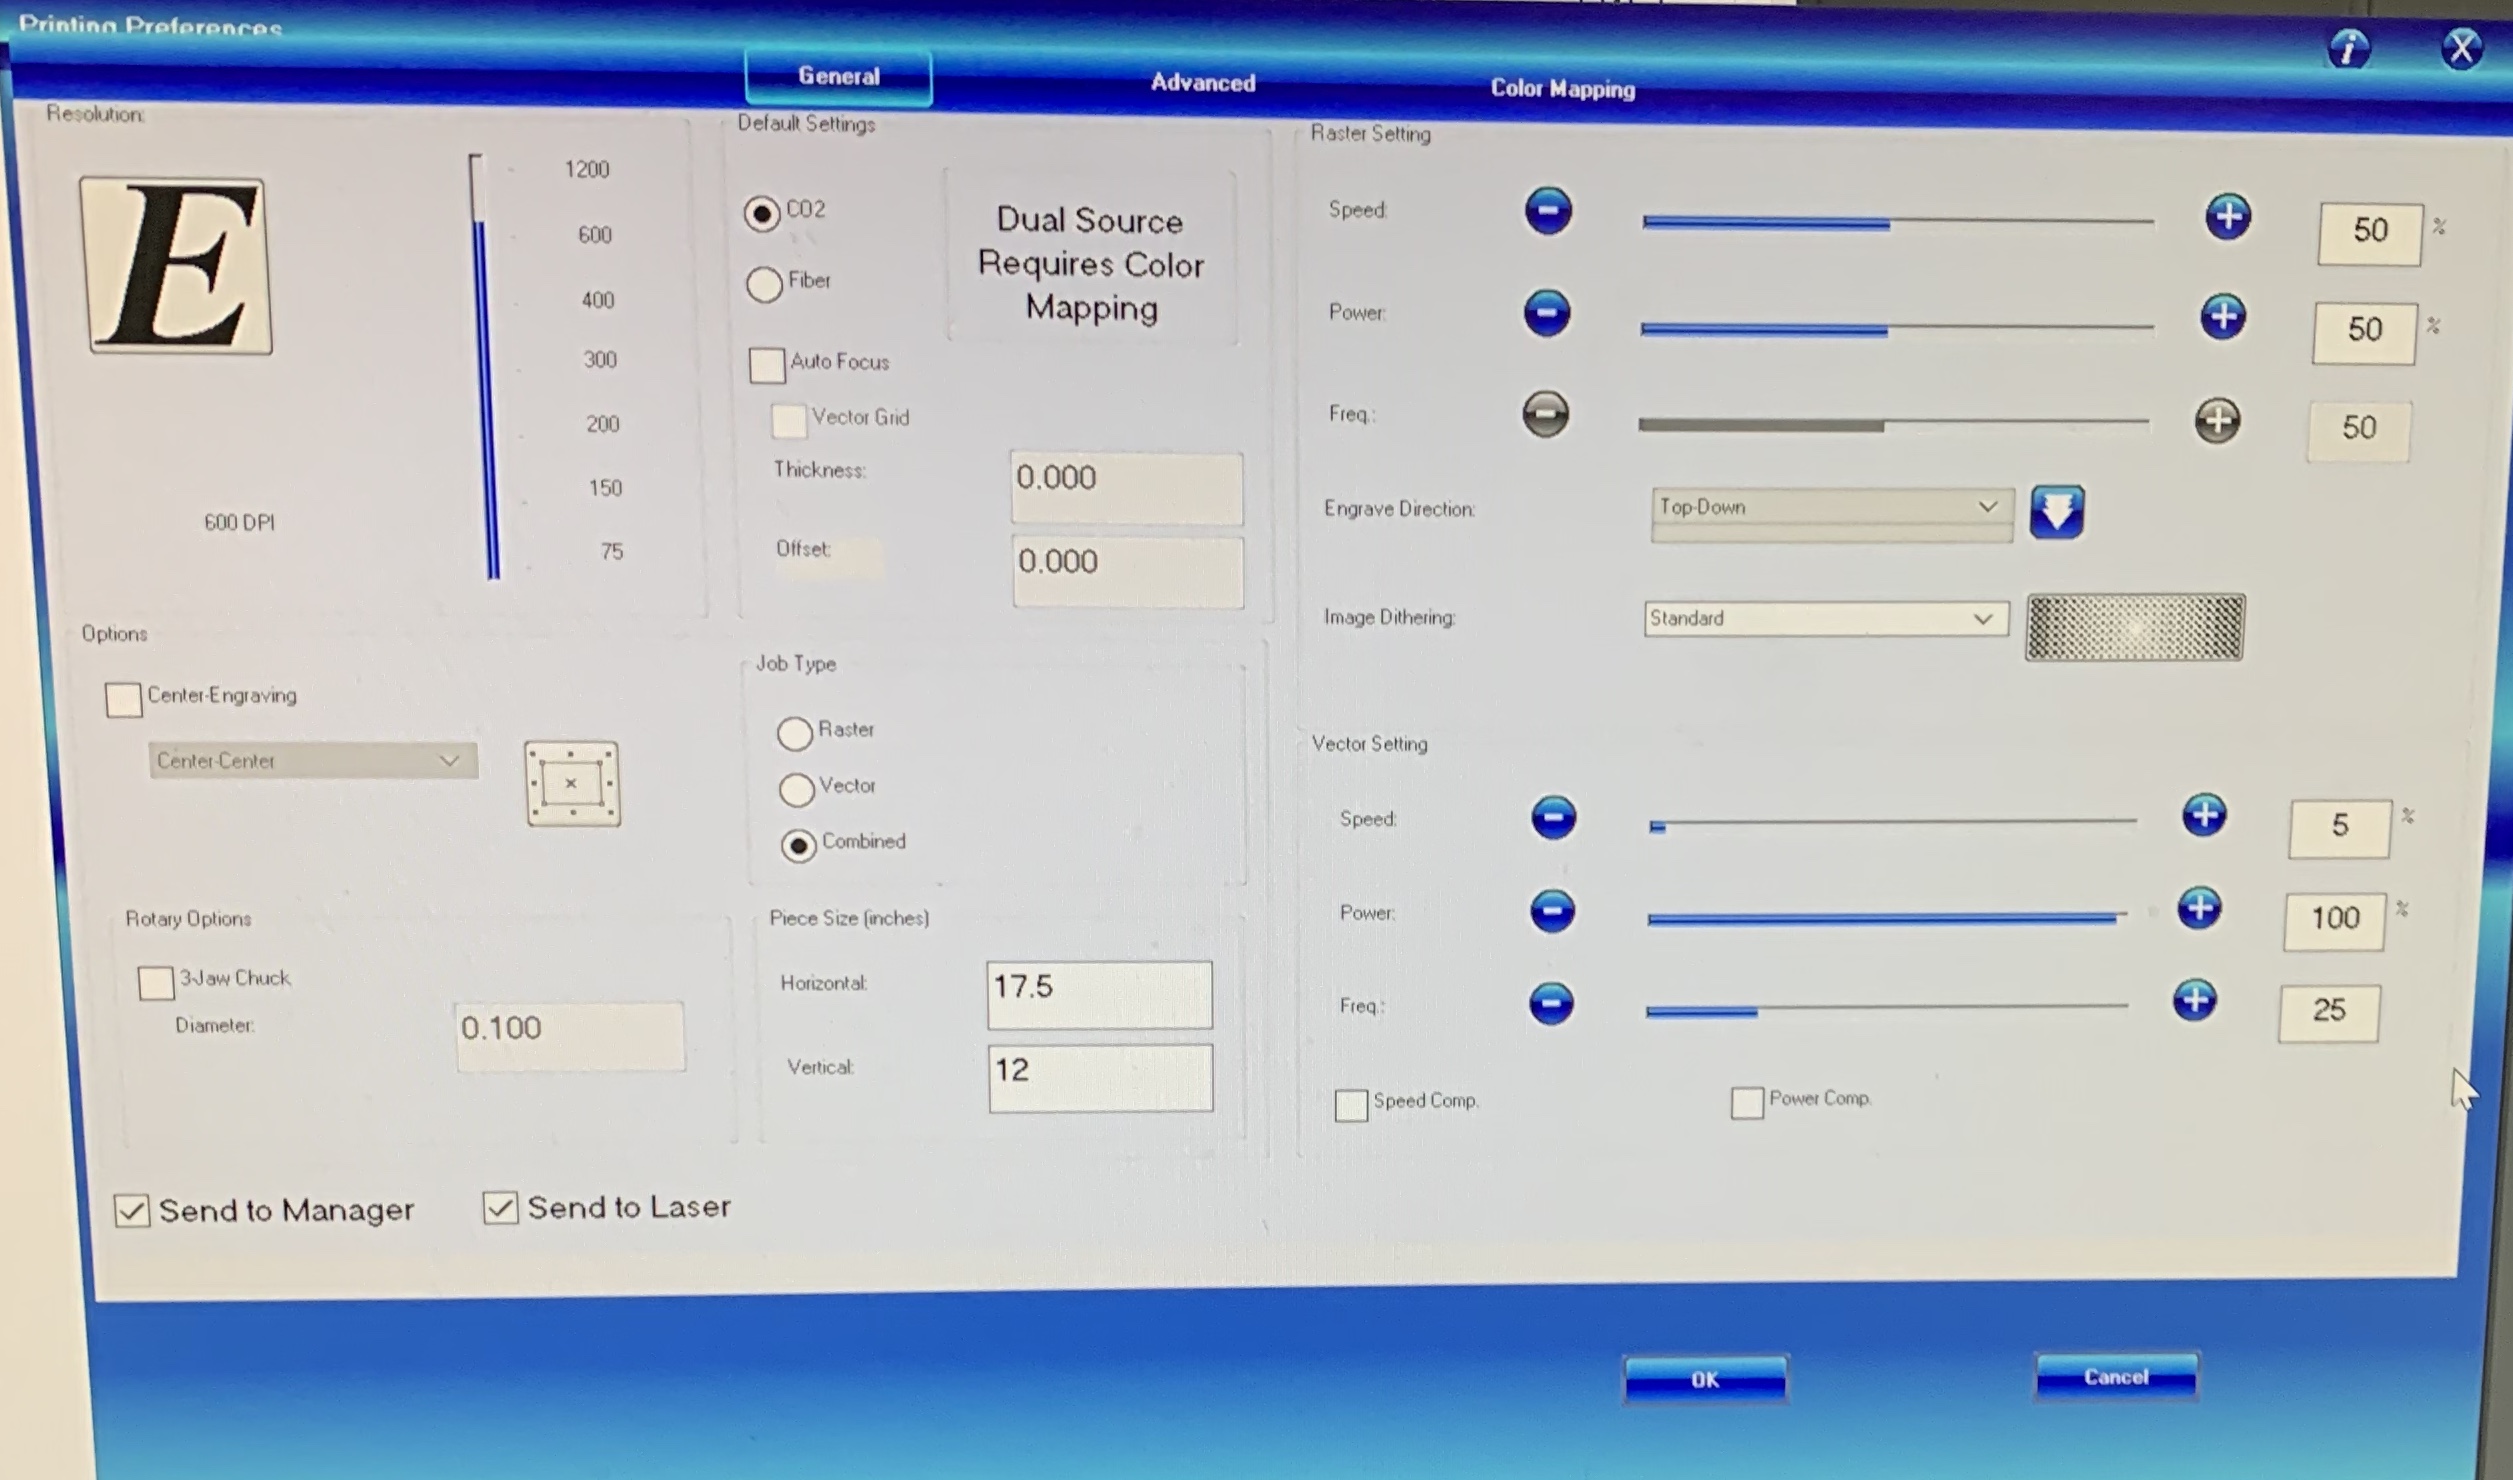 Printing Preferences
i
X
General
Advanced
Color Mapping
Resolution:
E
1200
600
400
300
200
150
75
600 DPI
Default Settings
CO2
Fiber
Dual Source
Requires Color
Mapping
Auto Focus
Vector Grid
Thickness:
0.000
Offset:
0.000
Raster Setting
Speed:
50
%
Power:
50
%
Freq.:
50
Engrave Direction:
Top-Down
Image Dithering:
Standard
Options
Center-Engraving
Center-Center
Job Type
Raster
Vector
Combined
Vector Setting
Speed:
5
%
Power:
100
%
Freq.:
25
Speed Comp.
Power Comp.
Rotary Options
3-Jaw Chuck
Diameter:
0.100
Piece Size (inches)
Horizontal:
17.5
Vertical:
12
Send to Manager
Send to Laser
OK
Cancel